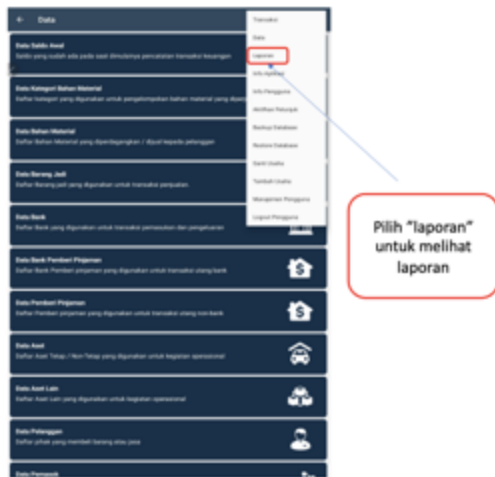 Data
Data Saldo Awal
Saldo yang sudah ada pada saat dimulainya pencatatan transaksi keuangan
Data Kategori Bahan Material
Daftar kategori yang digunakan untuk pengelompokan bahan material yang
Data Bahan Material
Daftar Bahan Material yang diperdagangkan / dijual kepada pelanggan
Data Barang Jadi
Daftar Barang jadi yang digunakan untuk transaksi penjualan
Data Bank
Daftar Bank yang digunakan untuk transaksi pemasukan dan pengeluaran
Data Bank Pemberi Pinjaman
Daftar Bank Pemberi pinjaman yang digunakan untuk transaksi utang bank
Data Pemberi Pinjaman
Daftar Pemberi pinjaman yang digunakan untuk transaksi utang non-bank
Data Aset
Daftar Aset Tetap / Non-Tetap yang digunakan untuk kegiatan operasional
Data Aset Lain
Daftar Aset Lain yang digunakan untuk kegiatan operasional
Data Pelanggan
Daftar pihak yang membeli barang atau jasa
Data Pemasok
Transaksi
Data
Laporan
Info Aplikasi
Info Pengguna
Aktifkan Petunjuk
Backup Database
Restore Database
Ganti Usaha
Tambah Usaha
Manajemen Pengguna
Logout Pengguna
Pilih "laporan"
untuk melihat
laporan